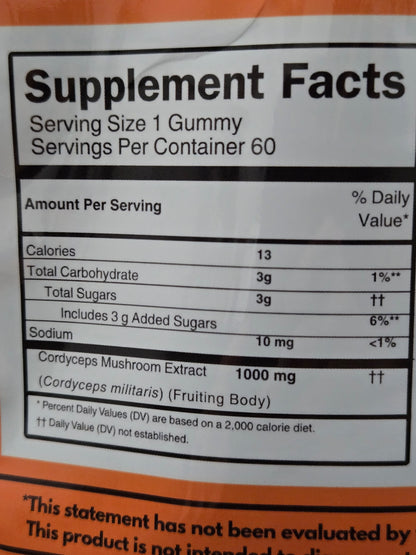 Supplement Facts
Serving Size 1 Gummy
Servings Per Container 60
Amount Per Serving % Daily Value*
Calories 13
Total Carbohydrate 3g 1%**
Total Sugars 3g ††
Includes 3 g Added Sugars 6%**
Sodium 10 mg <1%
Cordyceps Mushroom Extract 1000 mg ††
(Cordyceps militaris) (Fruiting Body)
* Percent Daily Values (DV) are based on a 2,000 calorie diet.
†† Daily Value (DV) not established.
*This statement has not been evaluated by
This product is not intended to